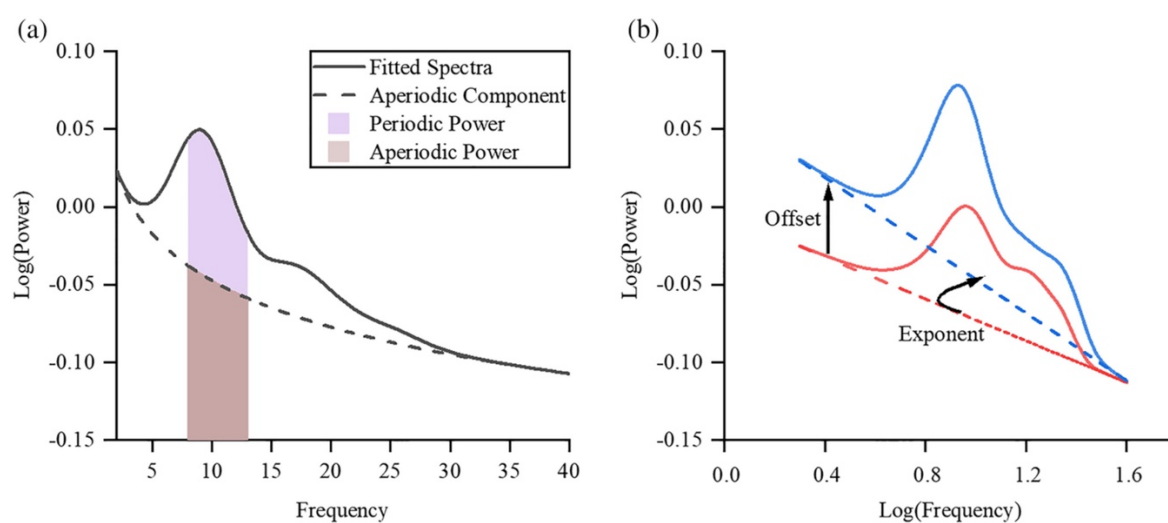 (a)
(b)
0.10
0.05
0.00
-0.05
-0.10
-0.15
Log(Power)
Fitted Spectra
Aperiodic Component
Periodic Power
Aperiodic Power
5 10 15 20 25 30 35 40
Frequency
0.10
0.05
0.00
-0.05
-0.10
-0.15
Log(Power)
Offset
Exponent
0.0 0.4 0.8 1.2 1.6
Log(Frequency)